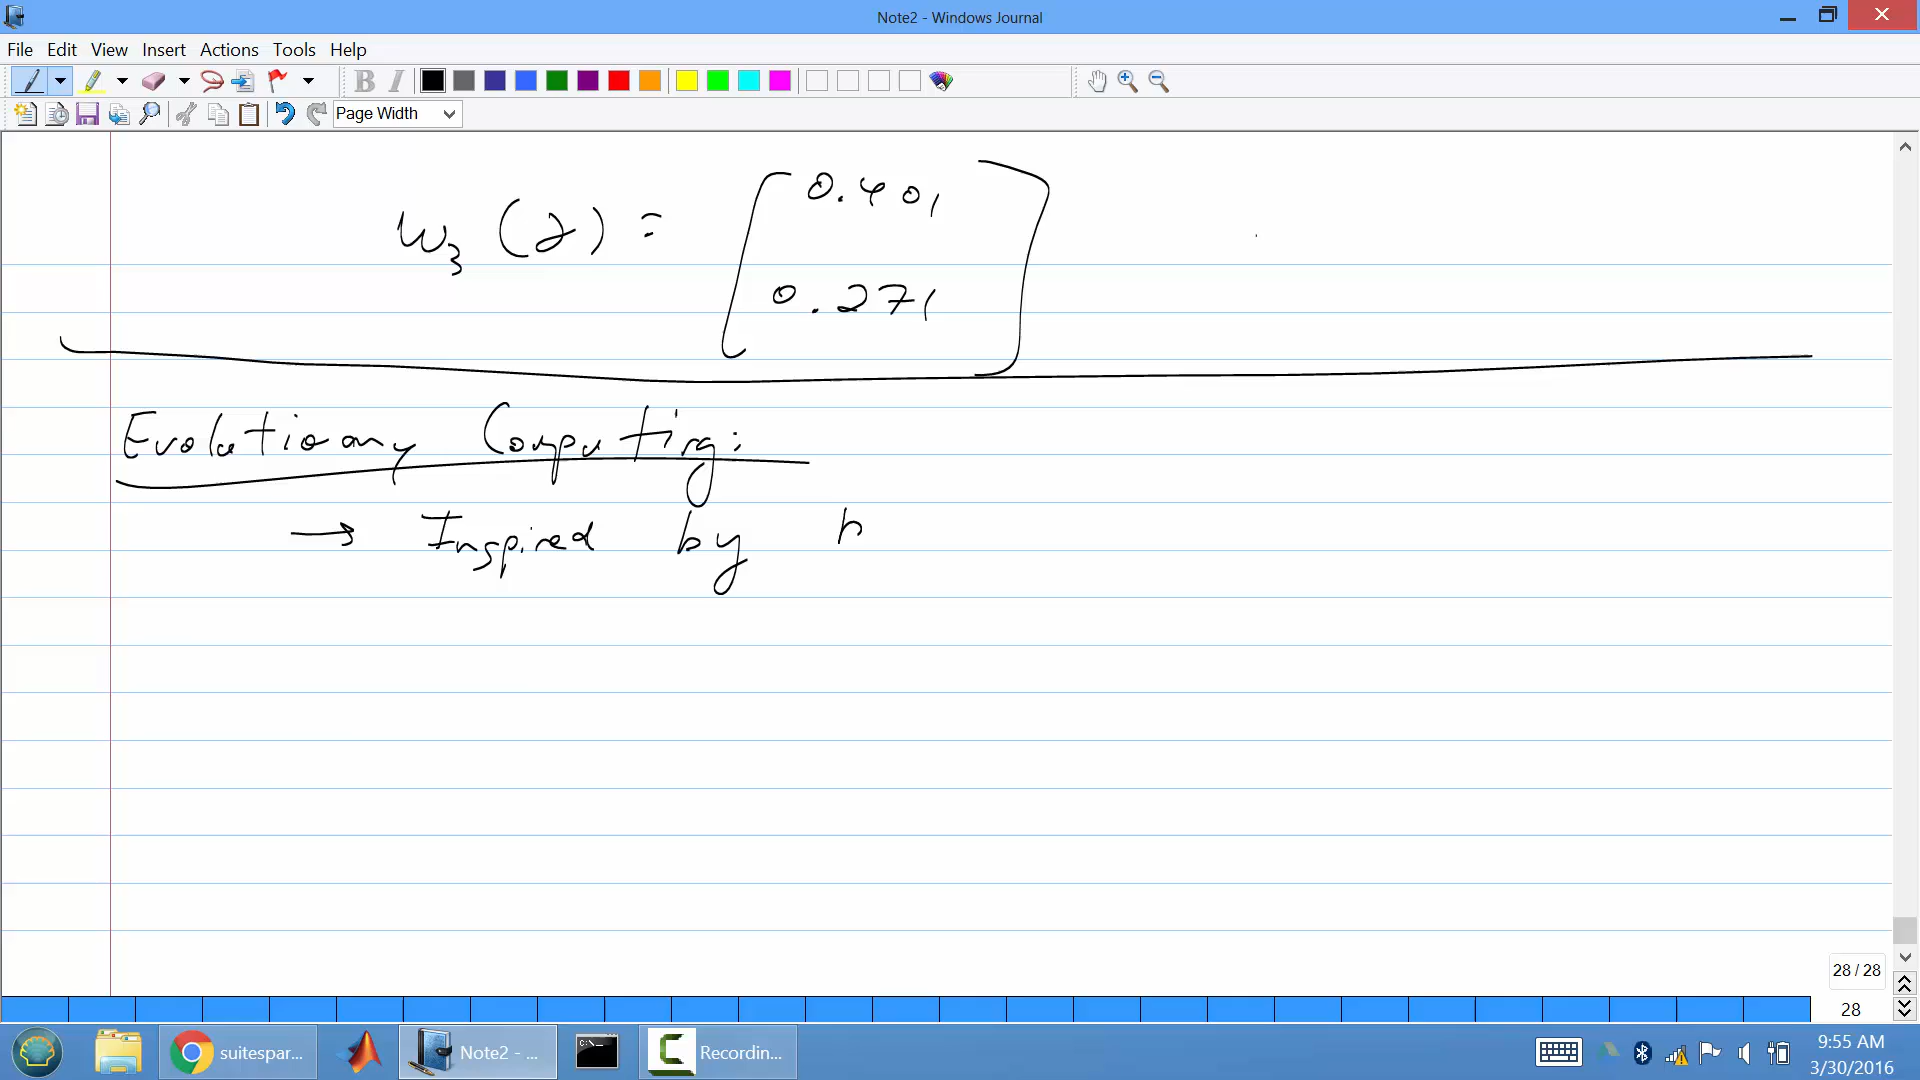 Note2 - Windows Journal
File Edit View Insert Actions Tools Help
B I
Page Width
w3 (2) = [ 0.401
0.271 ]
Evolutionary Computing:
→ Inspired by n
28 / 28
28
suitespar... Note2 - ... Recordin...
9:55 AM
3/30/2016